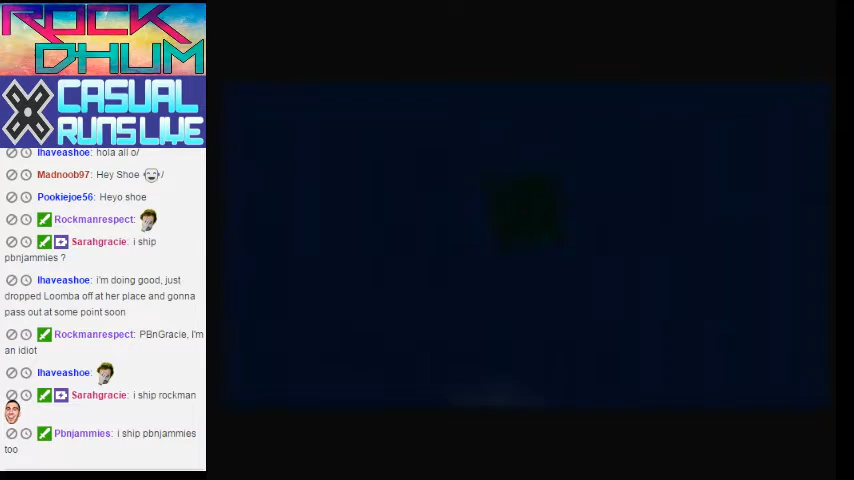 ROCK
DHUM
CASUAL
RUNS LIVE
Ihaveashoe: hola all o/
Madnoob97: Hey Shoe /
Pookiejoe56: Heyo shoe
Rockmanrespect:
Sarahgracie: i ship
pbnjammies ?
Ihaveashoe: i'm doing good, just
dropped Loomba off at her place and gonna
pass out at some point soon
Rockmanrespect: PBnGracie, I'm
an idiot
Ihaveashoe:
Sarahgracie: i ship rockman
Pbnjammies: i ship pbnjammies
too